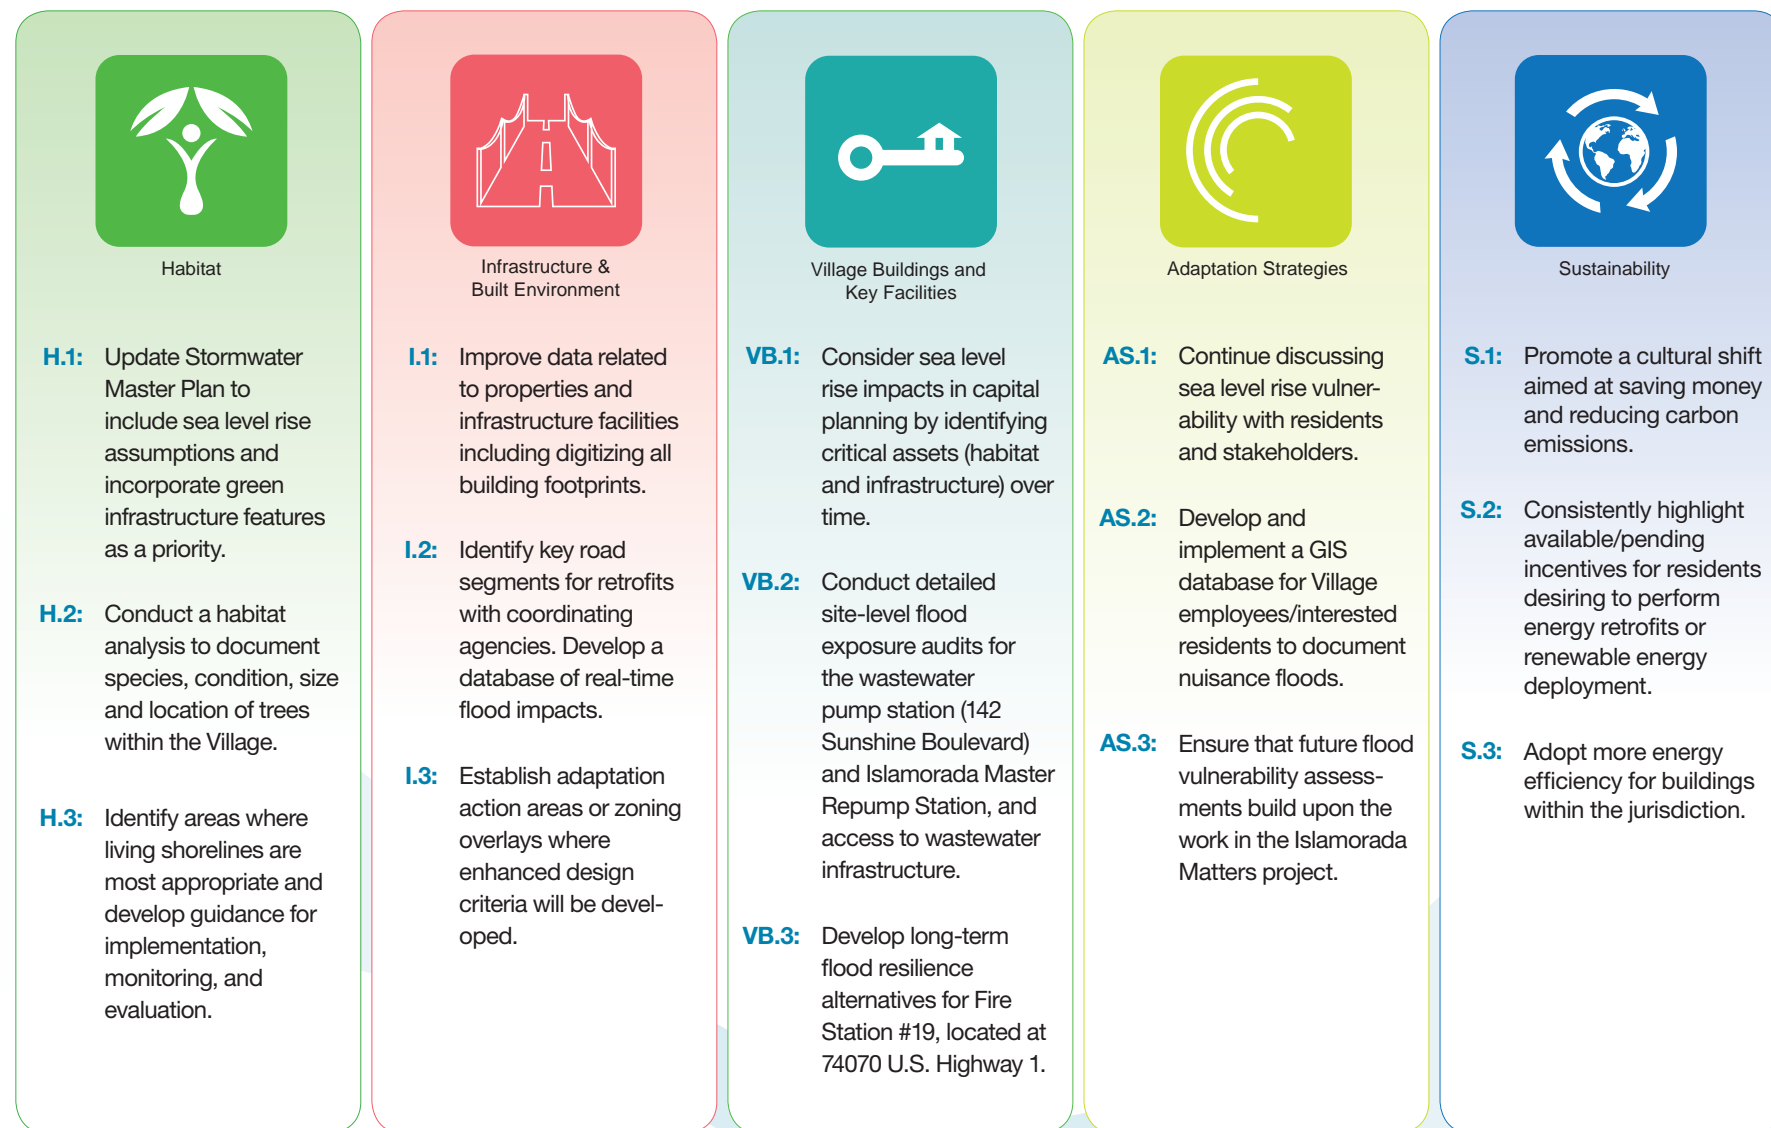 Habitat
H.1: Update Stormwater
Master Plan to
include sea level rise
assumptions and
incorporate green
infrastructure features
as a priority.
H.2: Conduct a habitat
analysis to document
species, condition, size
and location of trees
within the Village.
H.3: Identify areas where
living shorelines are
most appropriate and
develop guidance for
implementation,
monitoring, and
evaluation.
Infrastructure &
Built Environment
I.1: Improve data related
to properties and
infrastructure facilities
including digitizing all
building footprints.
I.2: Identify key road
segments for retrofits
with coordinating
agencies. Develop a
database of real-time
flood impacts.
I.3: Establish adaptation
action areas or zoning
overlays where
enhanced design
criteria will be devel-
oped.
Village Buildings and
Key Facilities
VB.1: Consider sea level
rise impacts in capital
planning by identifying
critical assets (habitat
and infrastructure) over
time.
VB.2: Conduct detailed
site-level flood
exposure audits for
the wastewater
pump station (142
Sunshine Boulevard)
and Islamorada Master
Repump Station, and
access to wastewater
infrastructure.
VB.3: Develop long-term
flood resilience
alternatives for Fire
Station #19, located at
74070 U.S. Highway 1.
Adaptation Strategies
AS.1: Continue discussing
sea level rise vulner-
ability with residents
and stakeholders.
AS.2: Develop and
implement a GIS
database for Village
employees/interested
residents to document
nuisance floods.
AS.3: Ensure that future flood
vulnerability assess-
ments build upon the
work in the Islamorada
Matters project.
Sustainability
S.1: Promote a cultural shift
aimed at saving money
and reducing carbon
emissions.
S.2: Consistently highlight
available/pending
incentives for residents
desiring to perform
energy retrofits or
renewable energy
deployment.
S.3: Adopt more energy
efficiency for buildings
within the jurisdiction.